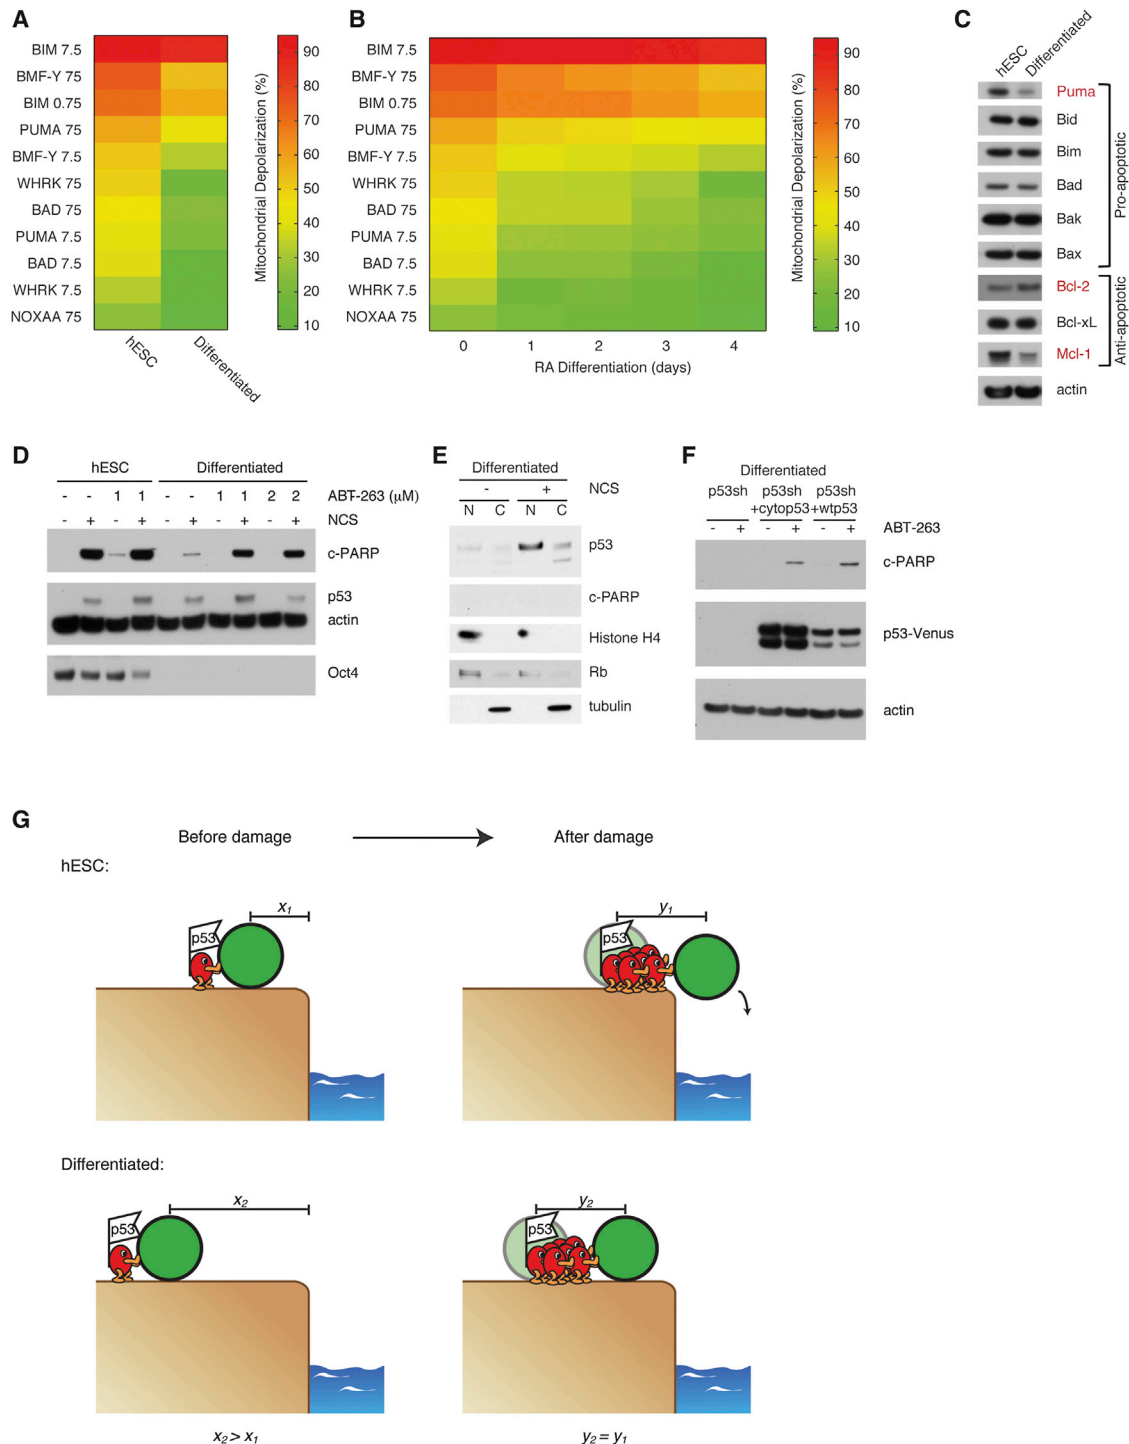 A
BIM 7.5
BMF-Y 75
BIM 0.75
PUMA 75
BMF-Y 7.5
WHRK 75
BAD 75
PUMA 7.5
BAD 7.5
WHRK 7.5
NOXAA 75
hESC
Differentiated
90
80
70
60
50
40
30
20
10
Mitochondrial Depolarization (%)
B
BIM 7.5
BMF-Y 75
BIM 0.75
PUMA 75
BMF-Y 7.5
WHRK 75
BAD 75
PUMA 7.5
BAD 7.5
WHRK 7.5
NOXAA 75
0 1 2 3 4
RA Differentiation (days)
90
80
70
60
50
40
30
20
10
Mitochondrial Depolarization (%)
C
hESC
Differentiated
Puma
Bid
Bim
Bad
Bak
Bax
Pro-apoptotic
Bcl-2
Bcl-xL
Mcl-1
Anti-apoptotic
actin
D
hESC Differentiated
- - 1 1 - - 1 1 2 2 ABT-263 (μM)
- + - + - + - + - + NCS
c-PARP
p53
actin
Oct4
E
Differentiated
- + NCS
N C N C
p53
c-PARP
Histone H4
Rb
tubulin
F
Differentiated
p53sh p53sh p53sh
+cytop53 +wtp53
- + - + - + ABT-263
c-PARP
p53-Venus
actin
G
Before damage After damage
hESC:
x1
p53
y1
p53
Differentiated:
x2
p53
y2
p53
x2 > x1
y2 = y1